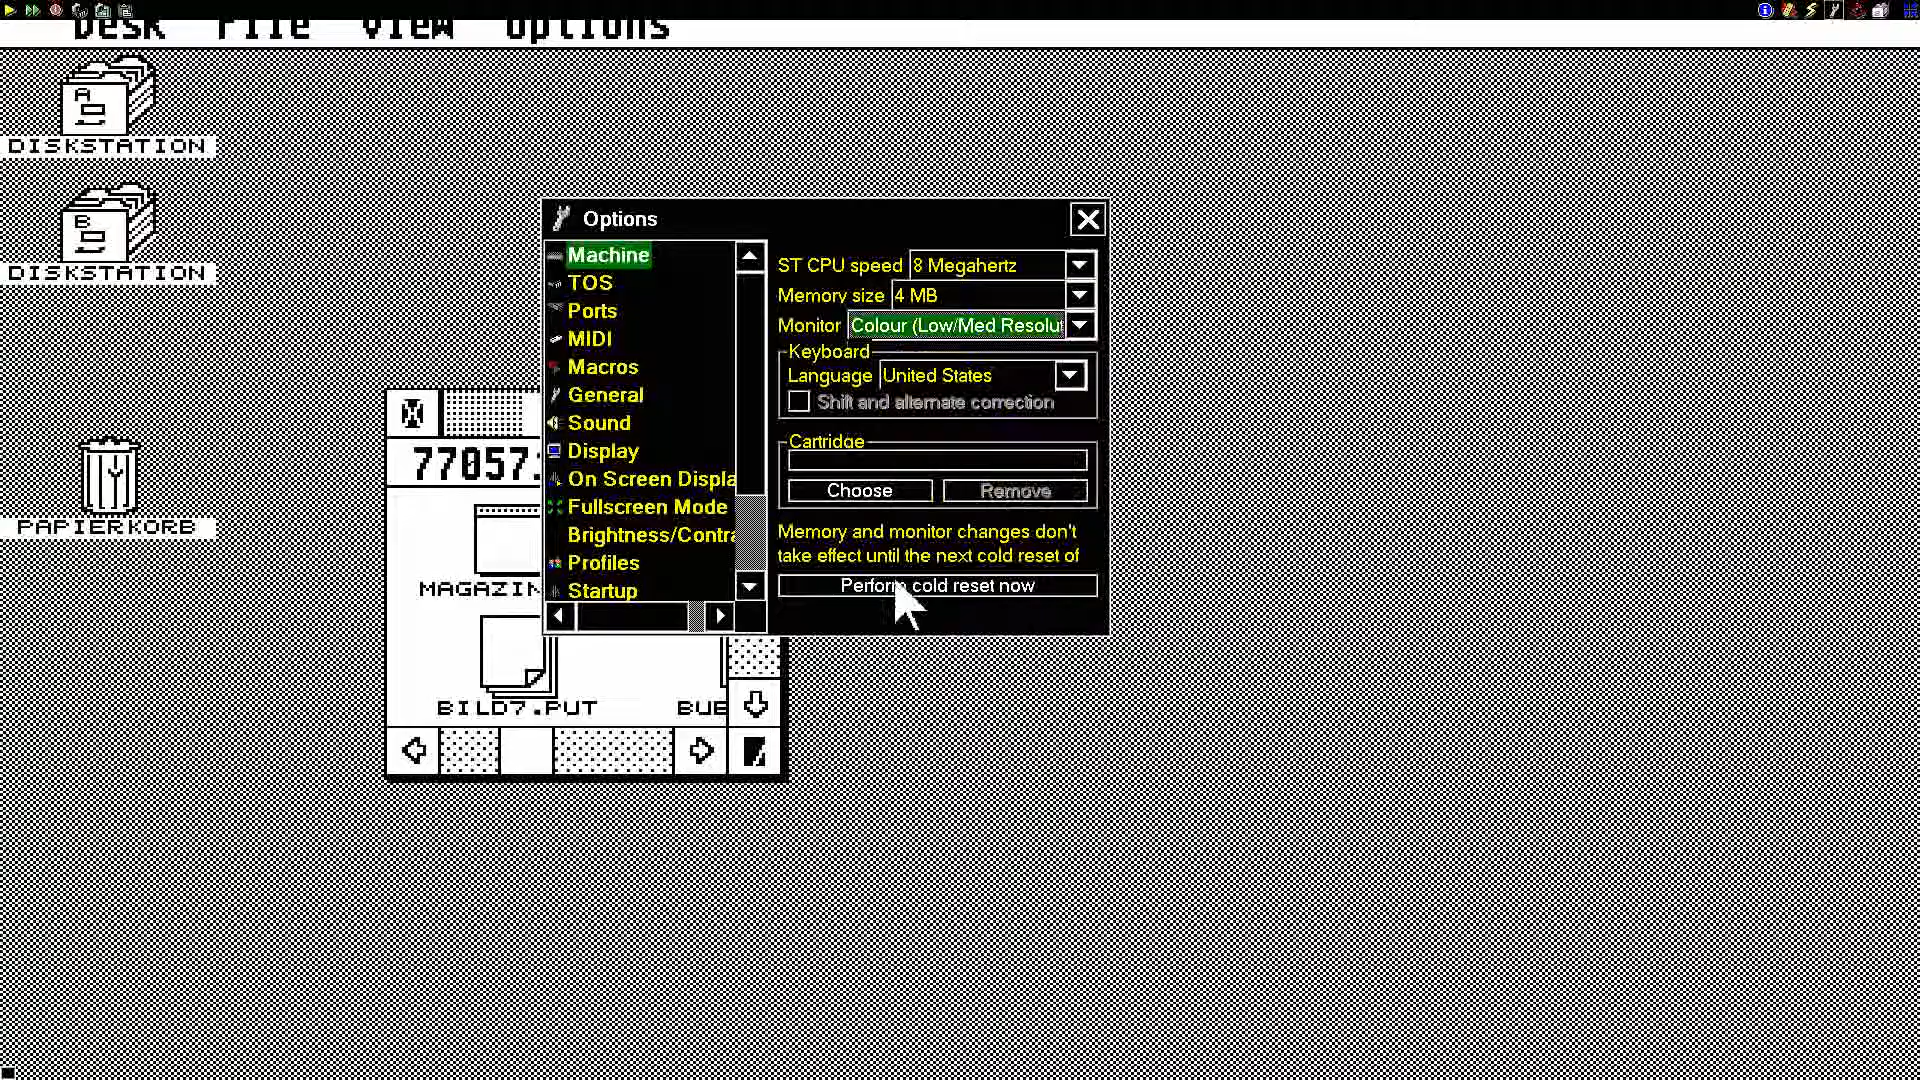 Desk File View Options
A
DISKSTATION
B
DISKSTATION
PAPIERKORB
77057
MAGAZIN
BILD7.PUT
BUE
Options
Machine
TOS
Ports
MIDI
Macros
General
Sound
Display
On Screen Displa
Fullscreen Mode
Brightness/Contra
Profiles
Startup
ST CPU speed 8 Megahertz
Memory size 4 MB
Monitor Colour (Low/Med Resolut
Keyboard
Language United States
Shift and alternate correction
Cartridge
Choose Remove
Memory and monitor changes don't
take effect until the next cold reset of
Perform cold reset now